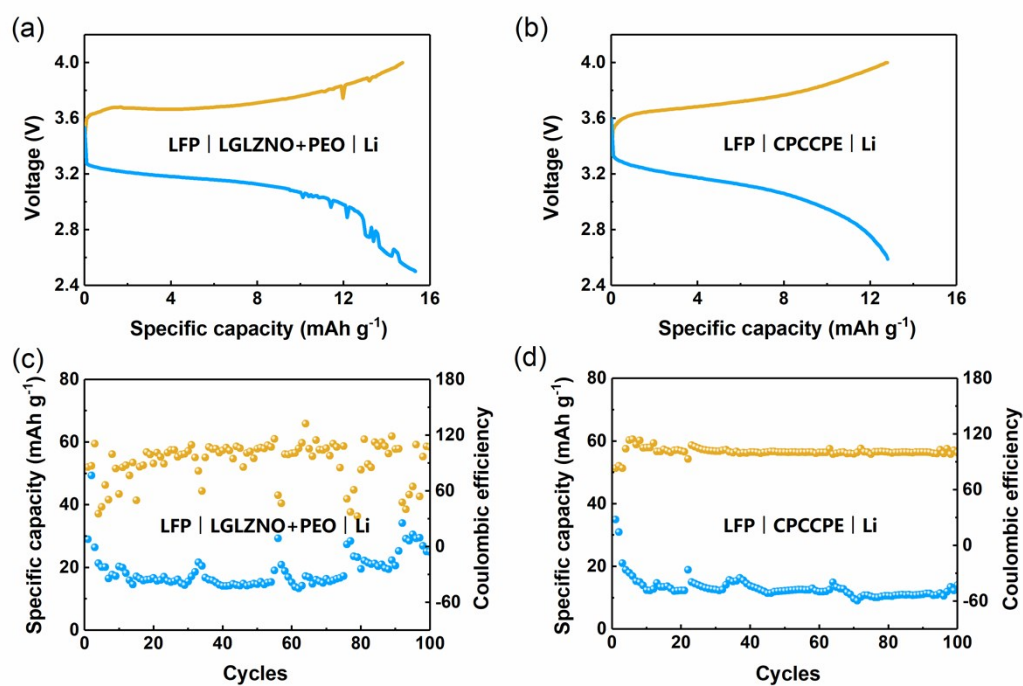 (a)
4.0
3.6
3.2
2.8
2.4
Voltage (V)
LFP | LGLZNO+PEO | Li
0 4 8 12 16
Specific capacity (mAh g-1)
(b)
4.0
3.6
3.2
2.8
2.4
Voltage (V)
LFP | CPCCPE | Li
0 4 8 12 16
Specific capacity (mAh g-1)
(c)
80
60
40
20
0
Specific capacity (mAh g-1)
LFP | LGLZNO+PEO | Li
180
120
60
0
-60
Coulombic efficiency
0 20 40 60 80 100
Cycles
(d)
80
60
40
20
0
Specific capacity (mAh g-1)
LFP | CPCCPE | Li
180
120
60
0
-60
Coulombic efficiency
0 20 40 60 80 100
Cycles